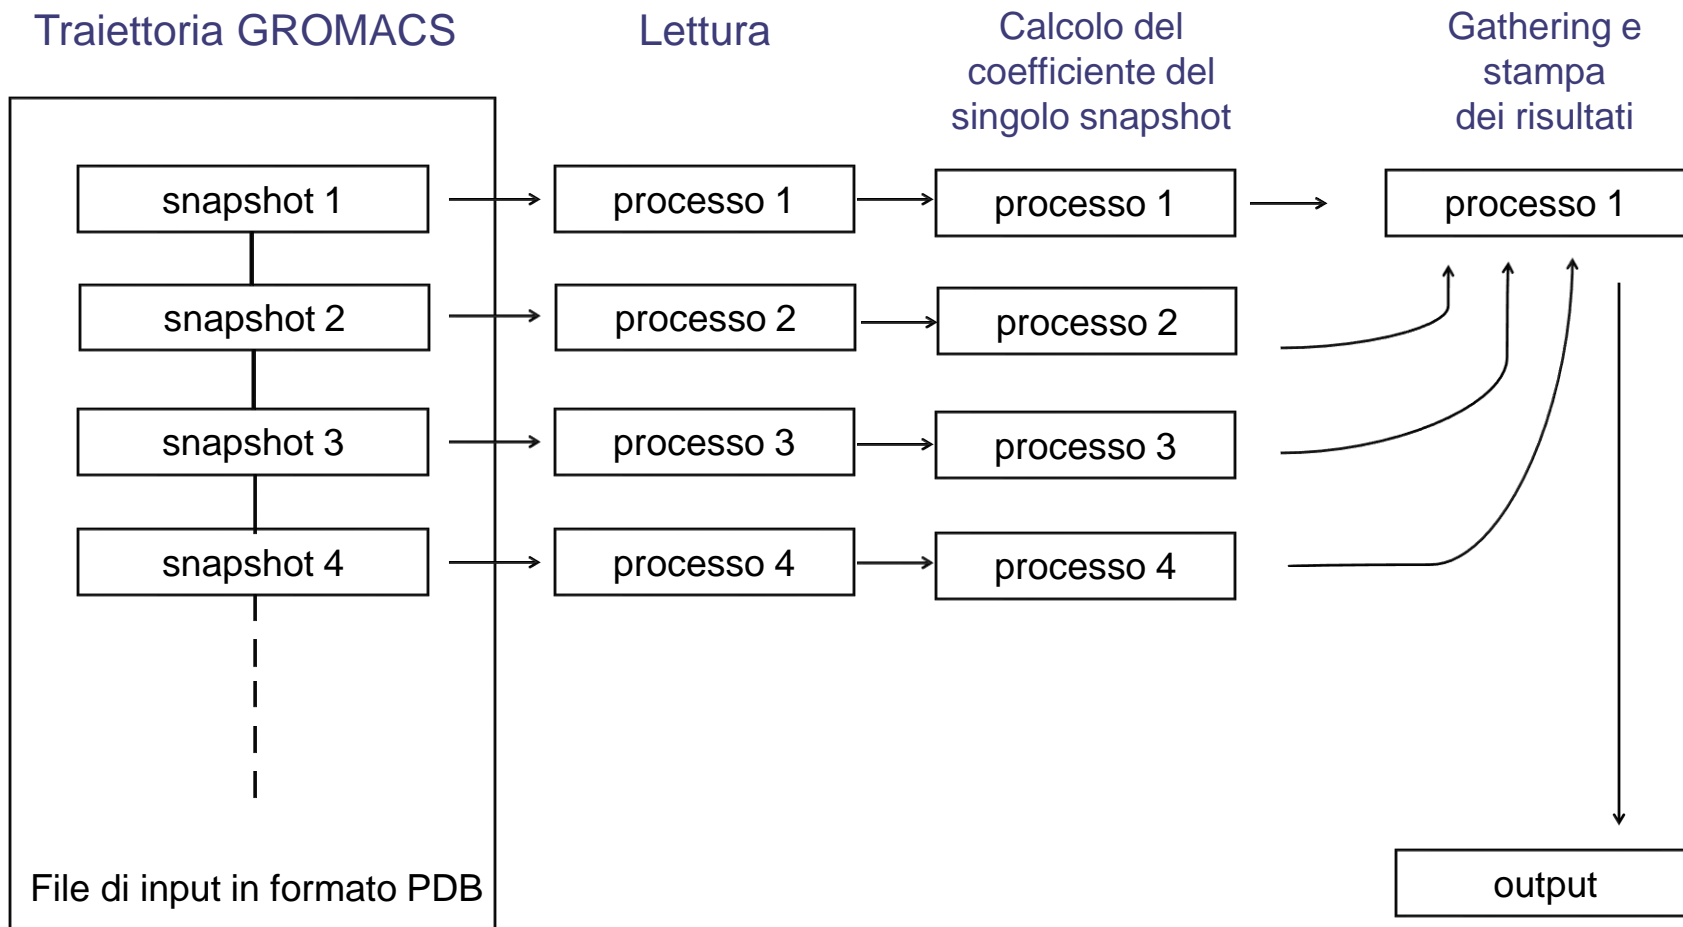 Traiettoria GROMACS
Lettura
Calcolo del
coefficiente del
singolo snapshot
Gathering e
stampa
dei risultati
snapshot 1
processo 1
processo 1
processo 1
snapshot 2
processo 2
processo 2
snapshot 3
processo 3
processo 3
snapshot 4
processo 4
processo 4
File di input in formato PDB
output